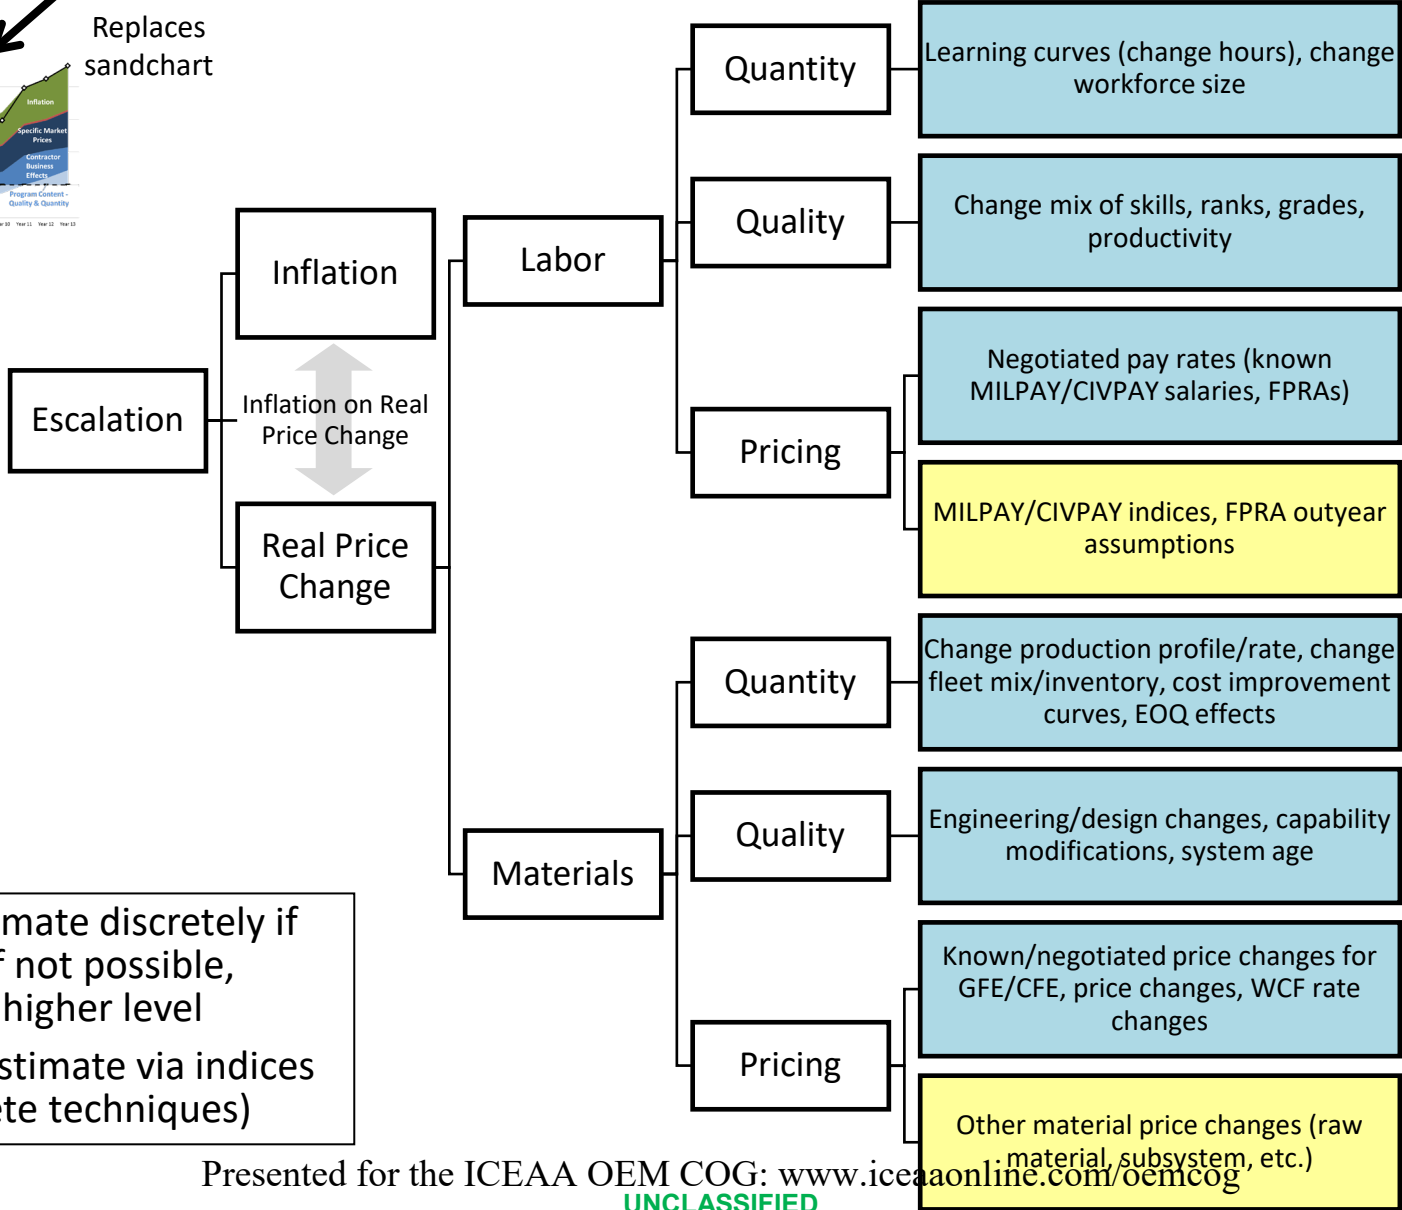 Replaces
sandchart
Inflation
Specific Market
Prices
Contractor
Business
Effects
Program Content -
Quality & Quantity
Year 11 Year 12 Year 13
Escalation
Inflation
Inflation on Real
Price Change
Real Price
Change
Labor
Quantity
Learning curves (change hours), change
workforce size
Quality
Change mix of skills, ranks, grades,
productivity
Pricing
Negotiated pay rates (known
MILPAY/CIVPAY salaries, FPRAs)
MILPAY/CIVPAY indices, FPRA outyear
assumptions
Materials
Quantity
Change production profile/rate, change
fleet mix/inventory, cost improvement
curves, EOQ effects
Quality
Engineering/design changes, capability
modifications, system age
Pricing
Known/negotiated price changes for
GFE/CFE, price changes, WCF rate
changes
Other material price changes (raw
material, subsystem, etc.)
mate discretely if
f not possible,
higher level
stimate via indices
ete techniques)
Presented for the ICEAA OEM COG: www.iceaaonline.com/oemcog
UNCLASSIFIED